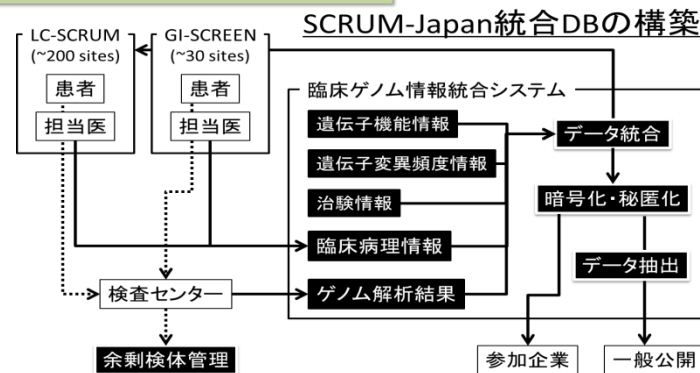 SCRUM-Japan統合DBの構築
LC-SCRUM
(~200 sites)
患者
担当医
GI-SCREEN
(~30 sites)
患者
担当医
臨床ゲノム情報統合システム
遺伝子機能情報
遺伝子変異頻度情報
治験情報
臨床病理情報
ゲノム解析結果
データ統合
暗号化・秘匿化
データ抽出
検査センター
余剰検体管理
参加企業
一般公開